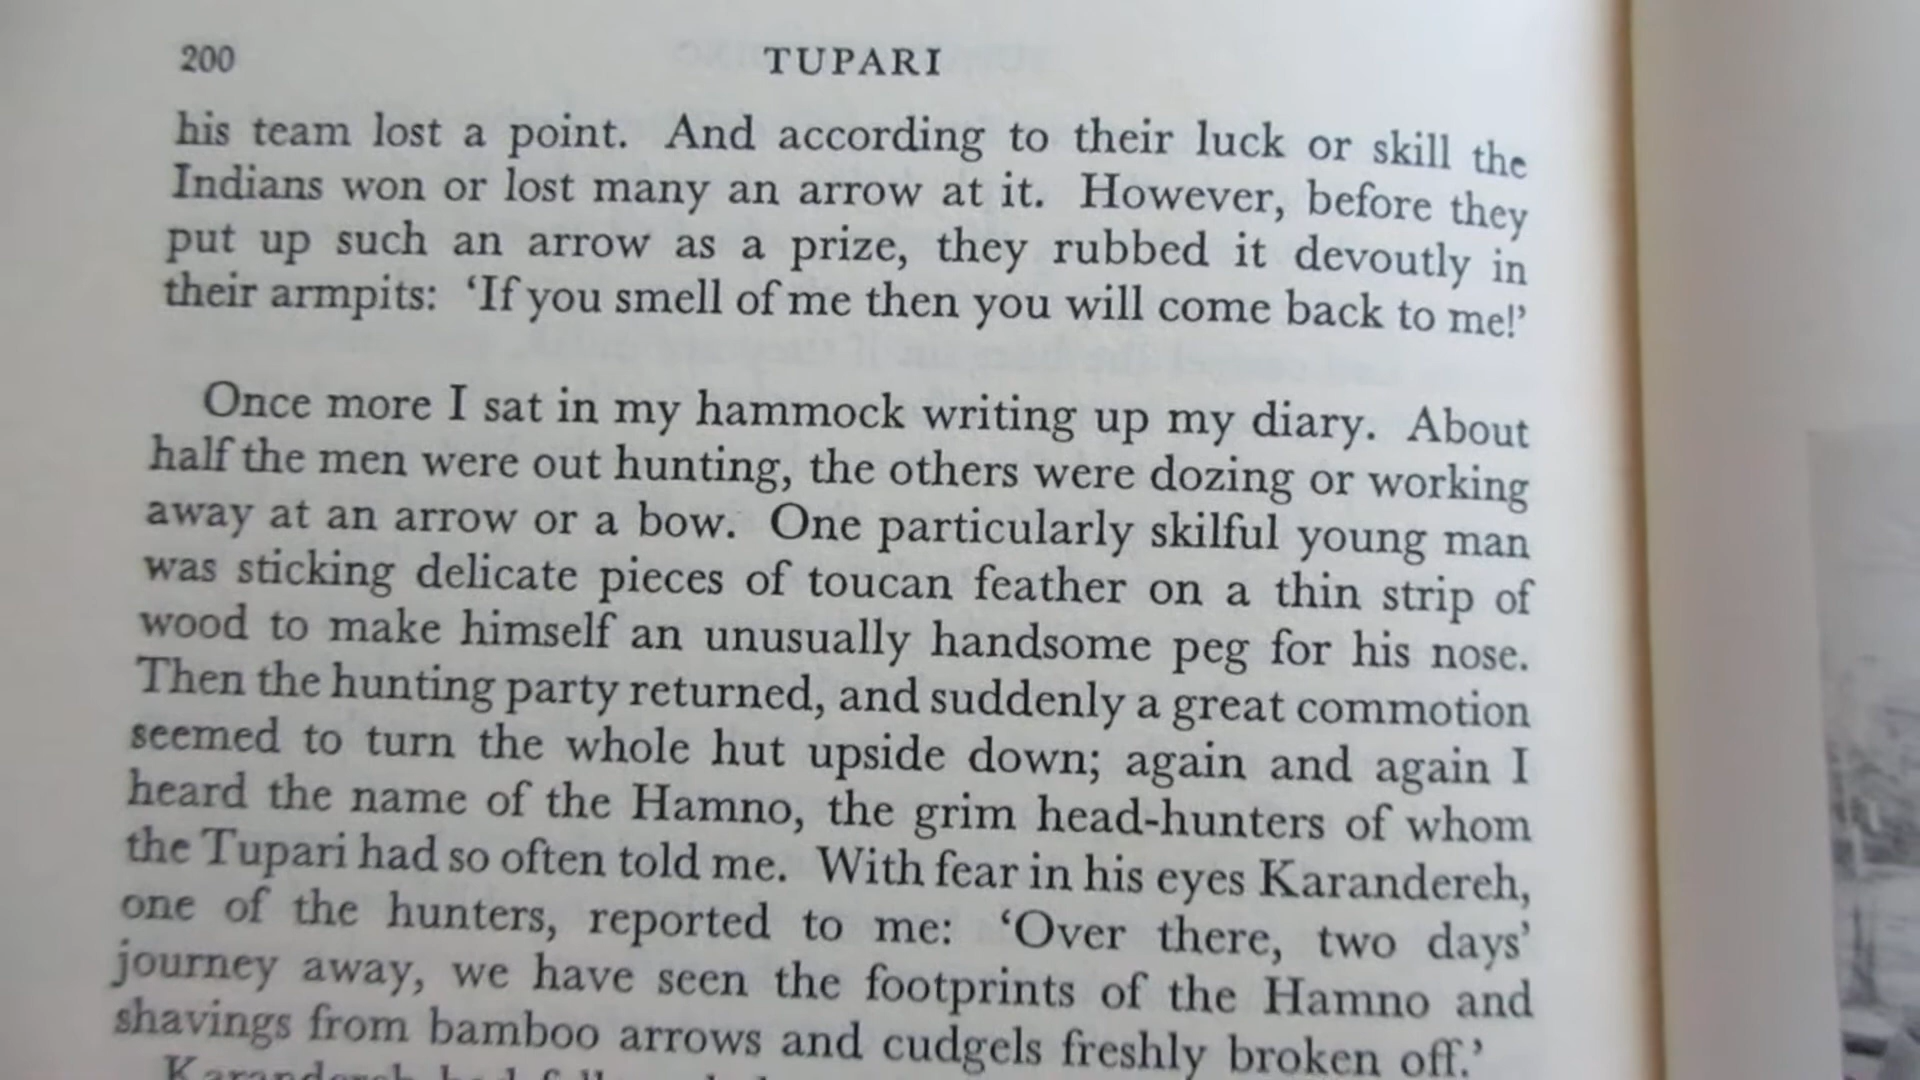 200
TUPARI
his team lost a point. And according to their luck or skill the
Indians won or lost many an arrow at it. However, before they
put up such an arrow as a prize, they rubbed it devoutly in
their armpits: ‘If you smell of me then you will come back to me!’
Once more I sat in my hammock writing up my diary. About
half the men were out hunting, the others were dozing or working
away at an arrow or a bow. One particularly skilful young man
was sticking delicate pieces of toucan feather on a thin strip of
wood to make himself an unusually handsome peg for his nose.
Then the hunting party returned, and suddenly a great commotion
seemed to turn the whole hut upside down; again and again I
heard the name of the Hamno, the grim head-hunters of whom
the Tupari had so often told me. With fear in his eyes Karandereh,
one of the hunters, reported to me: ‘Over there, two days’
journey away, we have seen the footprints of the Hamno and
shavings from bamboo arrows and cudgels freshly broken off.’
Karandereh had